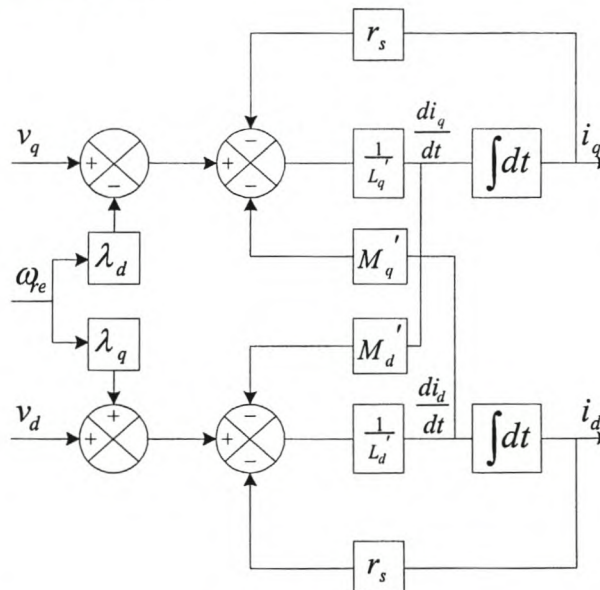 r_s
v_q
− −
+ − + −
1/L_q'
di_q/dt
∫dt
i_q
λ_d
M_q'
ω_re
λ_q
M_d'
v_d
+ + + − −
1/L_d'
di_d/dt
∫dt
i_d
r_s